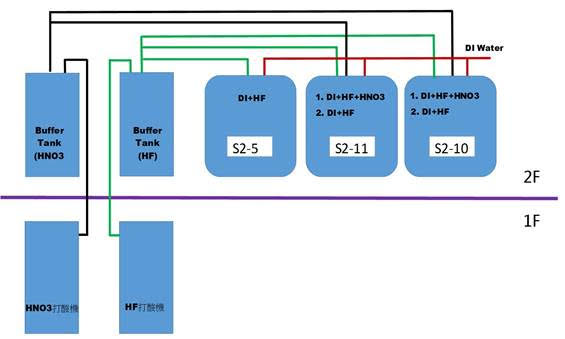 DI Water
Buffer
Tank
(HNO3
Buffer
Tank
(HF)
DI+HF
S2-5
1. DI+HF+HNO3
2. DI+HF
S2-11
1. DI+HF+HNO3
2. DI+HF
S2-10
2F
1F
HNO3打酸機
HF打酸機